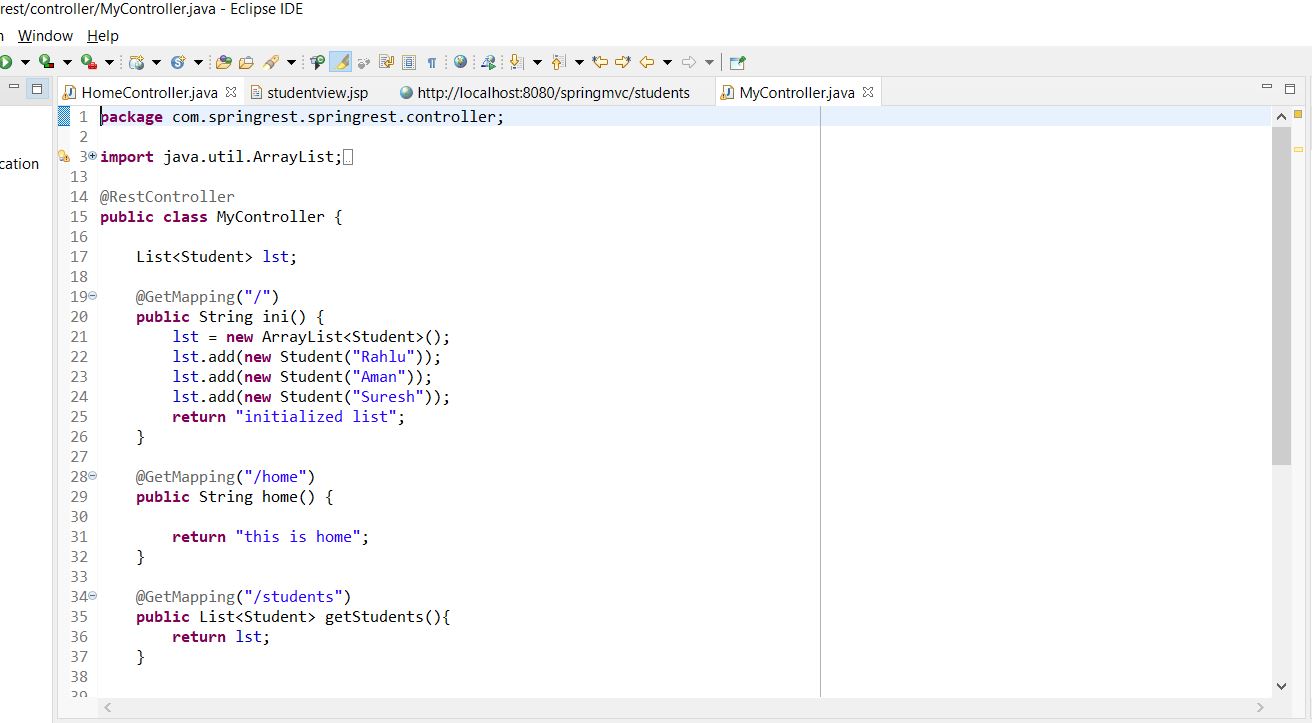 rest/controller/MyController.java - Eclipse IDE
Window Help
HomeController.java studentview.jsp http://localhost:8080/springmvc/students MyController.java
cation
1 package com.springrest.springrest.controller;
2
3 import java.util.ArrayList;
13
14 @RestController
15 public class MyController {
16
17 List<Student> lst;
18
19 @GetMapping("/")
20 public String ini() {
21 lst = new ArrayList<Student>();
22 lst.add(new Student("Rahlu"));
23 lst.add(new Student("Aman"));
24 lst.add(new Student("Suresh"));
25 return "initialized list";
26 }
27
28 @GetMapping("/home")
29 public String home() {
30
31 return "this is home";
32 }
33
34 @GetMapping("/students")
35 public List<Student> getStudents(){
36 return lst;
37 }
38
39